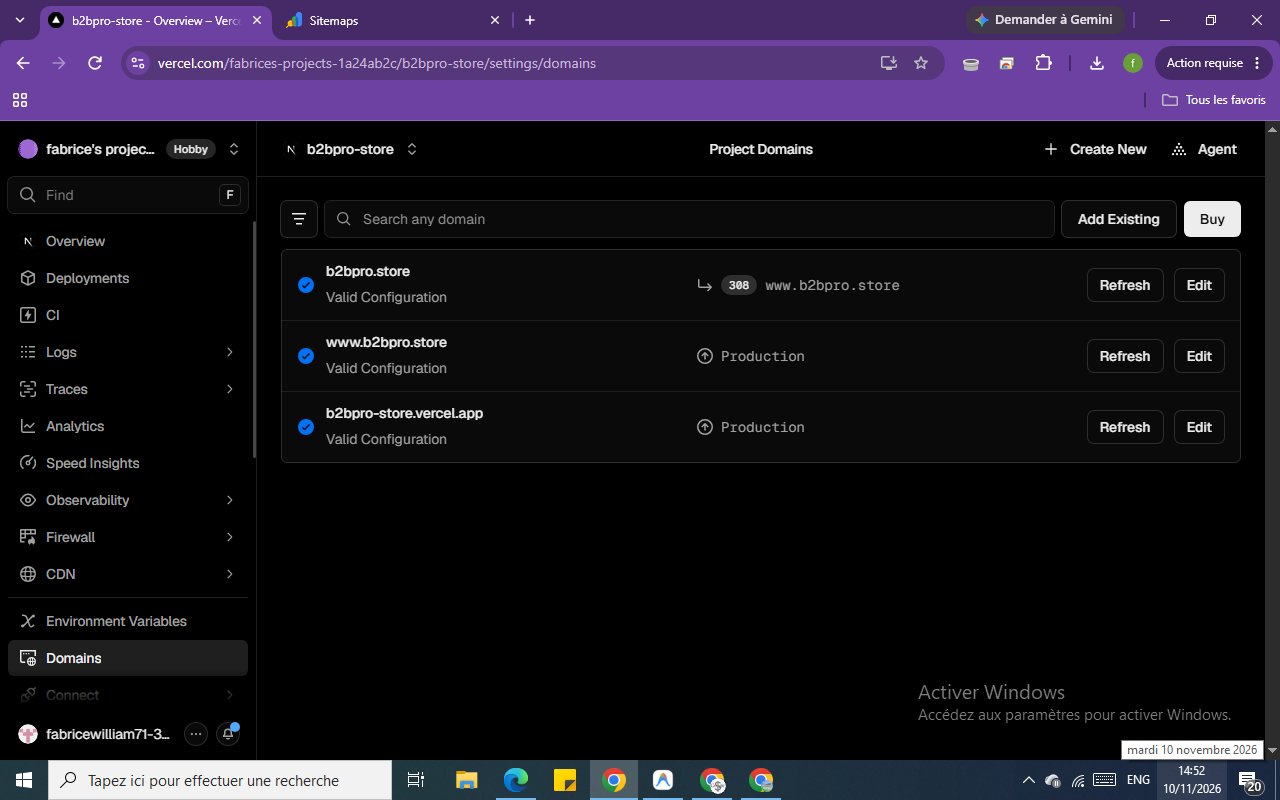 b2bpro-store - Overview – Verc
Sitemaps
Demander à Gemini
vercel.com/fabrices-projects-1a24ab2c/b2bpro-store/settings/domains
f
Action requise
Tous les favoris
fabrice's projec...
Hobby
b2bpro-store
Project Domains
Create New
Agent
Find
F
Search any domain
Add Existing
Buy
Overview
Deployments
CI
Logs
Traces
Analytics
Speed Insights
Observability
Firewall
CDN
Environment Variables
Domains
Connect
fabricewilliam71-3...
b2bpro.store
Valid Configuration
308 www.b2bpro.store
Refresh
Edit
www.b2bpro.store
Valid Configuration
Production
Refresh
Edit
b2bpro-store.vercel.app
Valid Configuration
Production
Refresh
Edit
Activer Windows
Accédez aux paramètres pour activer Windows.
mardi 10 novembre 2026
Tapez ici pour effectuer une recherche
ENG
14:52
10/11/2026
20